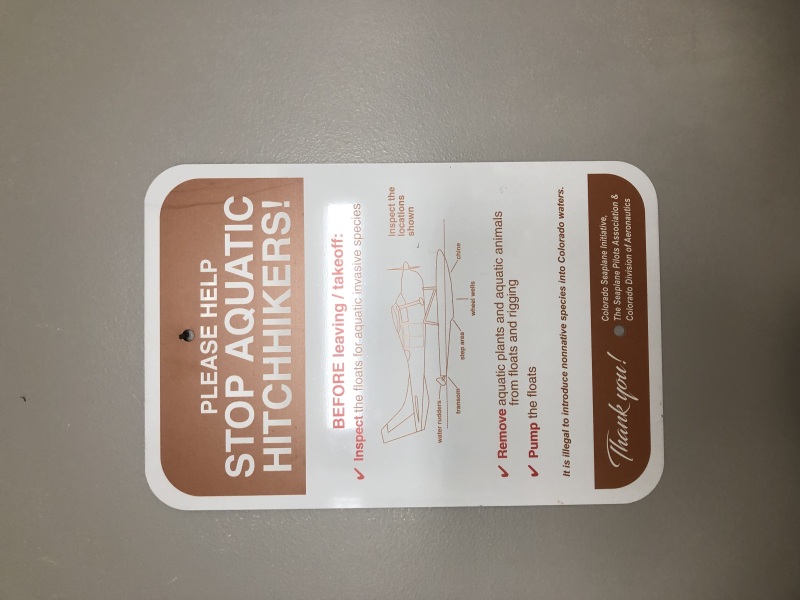 PLEASE HELP
STOP AQUATIC
HITCHHIKERS!
BEFORE leaving / takeoff:
✓ Inspect the floats for aquatic invasive species
Inspect the
locations
shown
water rudders
transom
step area
wheel wells
chine
✓ Remove aquatic plants and aquatic animals
from floats and rigging
✓ Pump the floats
It is illegal to introduce nonnative species into Colorado waters.
Thank you!
Colorado Seaplane Initiative,
The Seaplane Pilots Association &
Colorado Division of Aeronautics